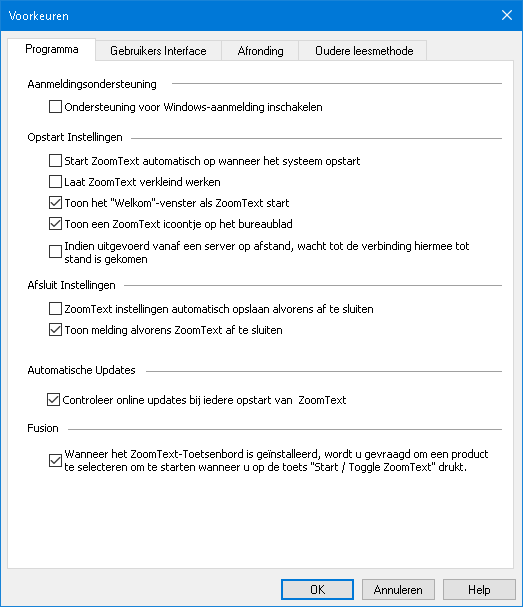 Voorkeuren
Programma
Gebruikers Interface
Afronding
Oudere leesmethode
Aanmeldingsondersteuning
Ondersteuning voor Windows-aanmelding inschakelen
Opstart Instellingen
Start ZoomText automatisch op wanneer het systeem opstart
Laat ZoomText verkleind werken
Toon het "Welkom"-venster als ZoomText start
Toon een ZoomText icoontje op het bureaublad
Indien uitgevoerd vanaf een server op afstand, wacht tot de verbinding hiermee tot
stand is gekomen
Afsluit Instellingen
ZoomText instellingen automatisch opslaan alvorens af te sluiten
Toon melding alvorens ZoomText af te sluiten
Automatische Updates
Controleer online updates bij iedere opstart van ZoomText
Fusion
Wanneer het ZoomText-Toetsenbord is geïnstalleerd, wordt u gevraagd om een product
te selecteren om te starten wanneer u op de toets "Start / Toggle ZoomText" drukt.
OK
Annuleren
Help